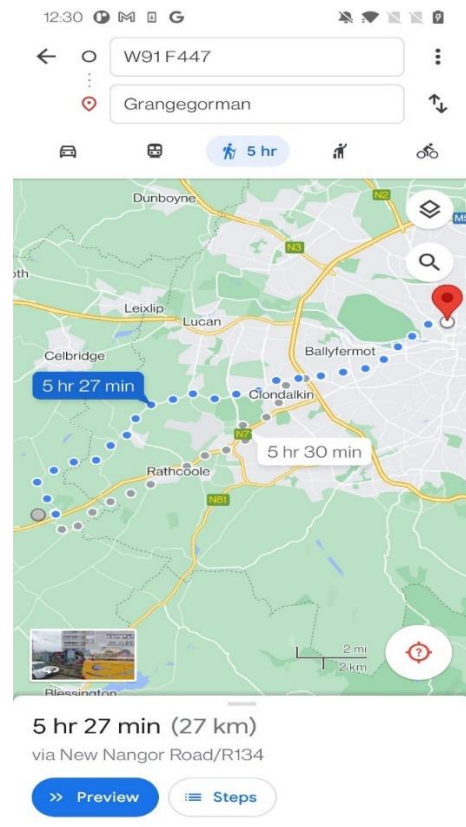 12:30
W91 F447
Grangegorman
5 hr
Dunboyne
N2
N3
Leixlip
Lucan
Celbridge
Ballyfermot
5 hr 27 min
Clondalkin
N7
5 hr 30 min
Rathcoole
N81
2 mi
2 km
Blessington
5 hr 27 min (27 km)
via New Nangor Road/R134
Preview
Steps